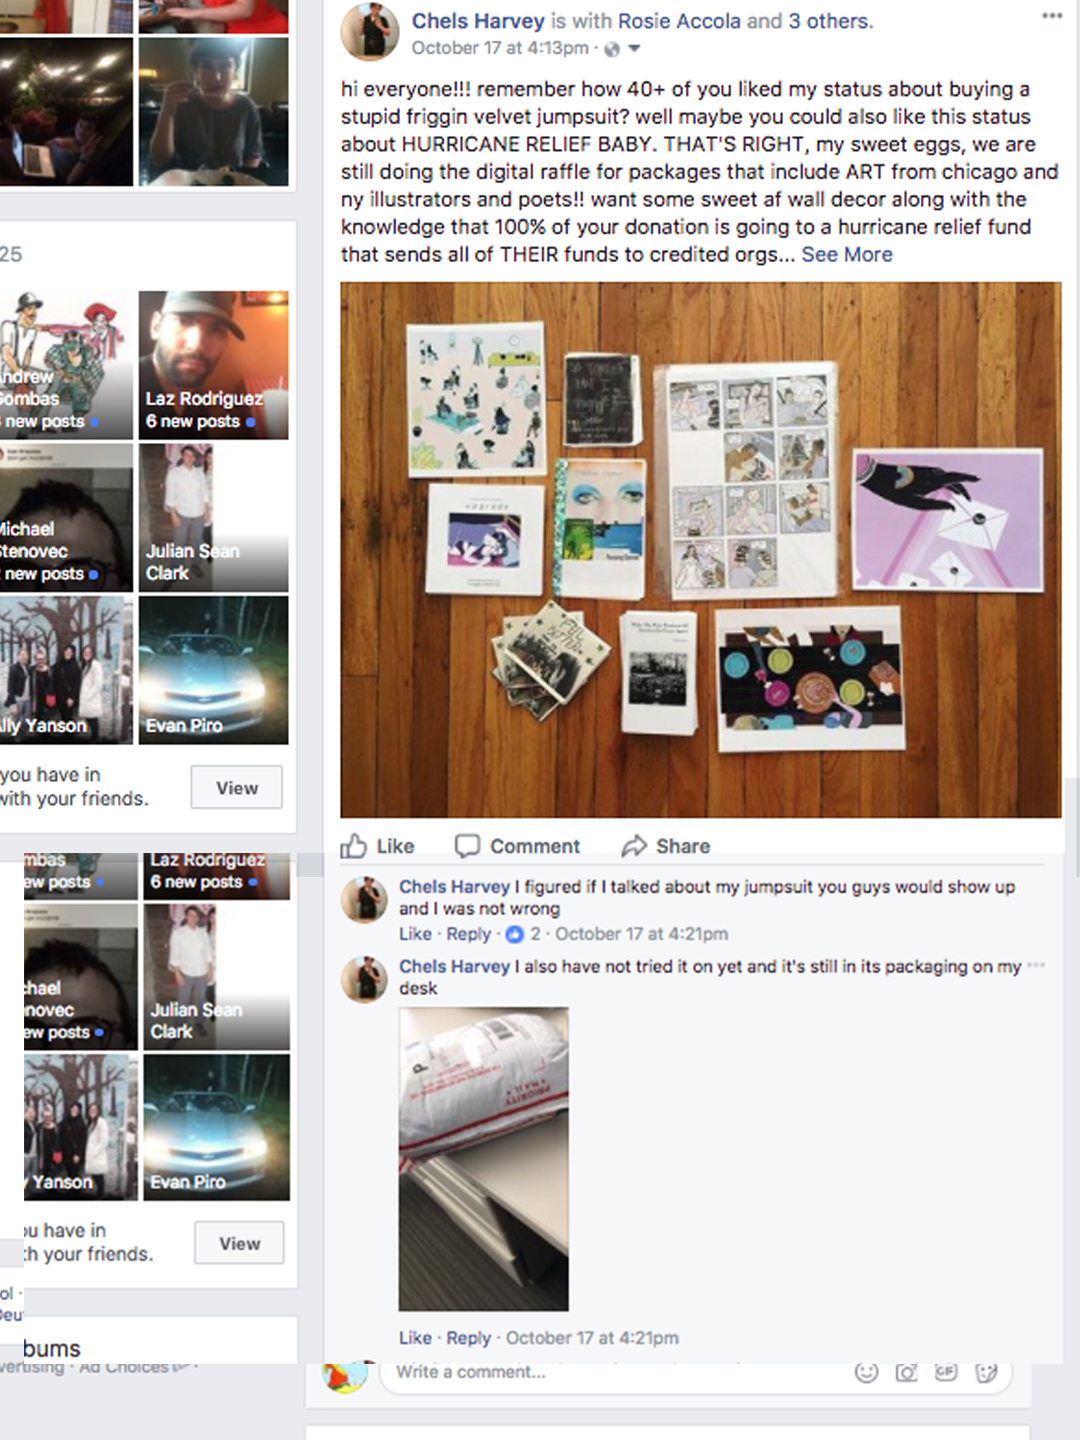 Chels Harvey is with Rosie Accola and 3 others.
October 17 at 4:13pm ·
hi everyone!!! remember how 40+ of you liked my status about buying a
stupid friggin velvet jumpsuit? well maybe you could also like this status
about HURRICANE RELIEF BABY. THAT'S RIGHT, my sweet eggs, we are
still doing the digital raffle for packages that include ART from chicago and
ny illustrators and poets!! want some sweet af wall decor along with the
knowledge that 100% of your donation is going to a hurricane relief fund
that sends all of THEIR funds to credited orgs... See More
25
ndrew
ombas
new posts
Laz Rodriguez
6 new posts
Michael
Stenovec
new posts
Julian Sean
Clark
lly Yanson
Evan Piro
you have in
with your friends.
View
Like
Comment
Share
mbas
ew posts
Laz Rodriguez
6 new posts
chael
enovec
ew posts
Julian Sean
Clark
Yanson
Evan Piro
ou have in
th your friends.
View
ol ·
Deu
bums
vertising · Ad Choices
Chels Harvey I figured if I talked about my jumpsuit you guys would show up
and I was not wrong
Like · Reply · 2 · October 17 at 4:21pm
Chels Harvey I also have not tried it on yet and it's still in its packaging on my
desk
PRIORITY
MAIL
Like · Reply · October 17 at 4:21pm
Write a comment...
GIF